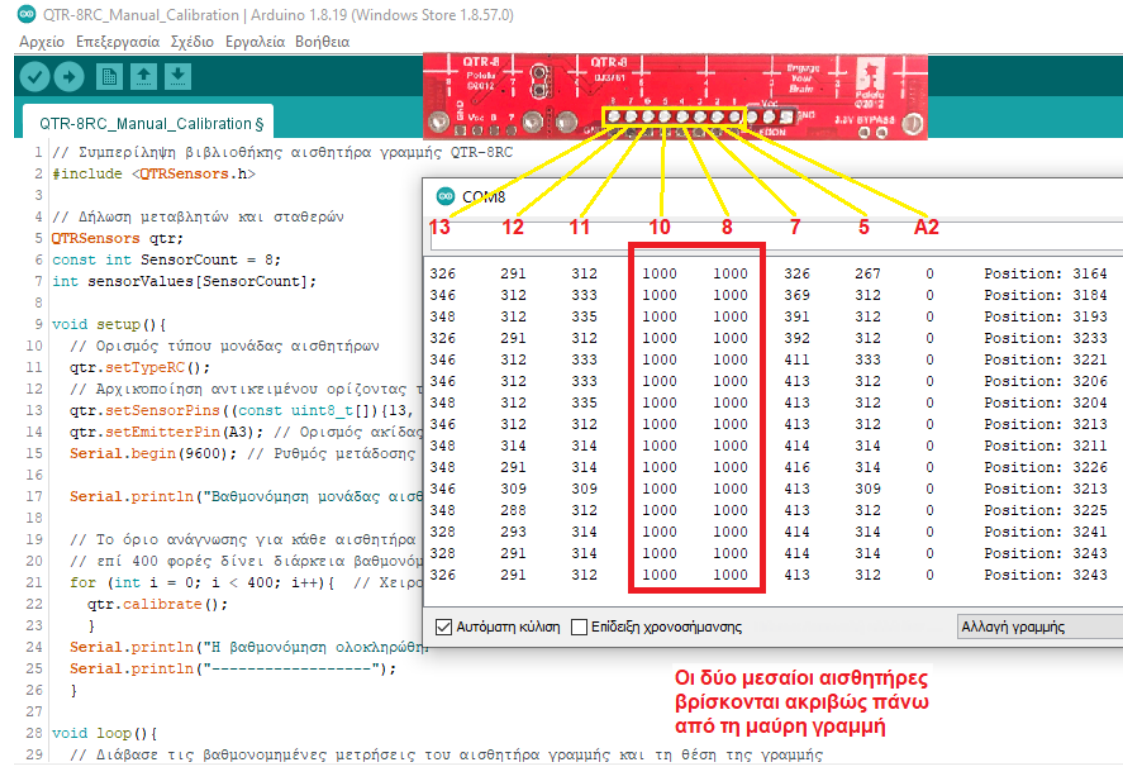 QTR-8RC_Manual_Calibration | Arduino 1.8.19 (Windows Store 1.8.57.0)
Αρχείο Επεξεργασία Σχέδιο Εργαλεία Βοήθεια
QTR-8RC_Manual_Calibration §
QTR-8 QTR-8 Engage
Pololu 0J3761 Your
©2012 Brain Pololu
©2012
8 7 6 5 4 3 2 1 Vcc GND
GND Vcc 8 7 3.3V BYPASS
1 // Συμπερίληψη βιβλιοθήκης αισθητήρα γραμμής QTR-8RC
2 #include <QTRSensors.h>
3
4 // Δήλωση μεταβλητών και σταθερών
5 QTRSensors qtr;
6 const int SensorCount = 8;
7 int sensorValues[SensorCount];
8
9 void setup(){
10 // Ορισμός τύπου μονάδας αισθητήρων
11 qtr.setTypeRC();
12 // Αρχικοποίηση αντικειμένου ορίζοντας τ
13 qtr.setSensorPins((const uint8_t[]){13,
14 qtr.setEmitterPin(A3); // Ορισμός ακίδας
15 Serial.begin(9600); // Ρυθμός μετάδοσης
16
17 Serial.println("Βαθμονόμηση μονάδας αισθ
18
19 // Το όριο ανάγνωσης για κάθε αισθητήρα
20 // επί 400 φορές δίνει διάρκεια βαθμονόμ
21 for (int i = 0; i < 400; i++){ // Χειρο
22 qtr.calibrate();
23 }
24 Serial.println("Η βαθμονόμηση ολοκληρώθη
25 Serial.println("------------------");
26 }
27
28 void loop(){
29 // Διάβασε τις βαθμονομημένες μετρήσεις του αισθητήρα γραμμής και τη θέση της γραμμής
COM8
13 12 11 10 8 7 5 A2
326 291 312 1000 1000 326 267 0 Position: 3164
346 312 333 1000 1000 369 312 0 Position: 3184
348 312 335 1000 1000 391 312 0 Position: 3193
326 291 312 1000 1000 392 312 0 Position: 3233
346 312 333 1000 1000 411 333 0 Position: 3221
346 312 333 1000 1000 413 312 0 Position: 3206
348 312 335 1000 1000 413 312 0 Position: 3204
346 312 312 1000 1000 413 312 0 Position: 3213
348 314 314 1000 1000 414 314 0 Position: 3211
348 291 314 1000 1000 416 314 0 Position: 3226
346 309 309 1000 1000 413 309 0 Position: 3213
348 288 312 1000 1000 413 312 0 Position: 3225
328 293 314 1000 1000 414 314 0 Position: 3241
328 291 314 1000 1000 414 314 0 Position: 3243
326 291 312 1000 1000 413 312 0 Position: 3243
Αυτόματη κύλιση Επίδειξη χρονοσήμανσης Αλλαγή γραμμής
Οι δύο μεσαίοι αισθητήρες
βρίσκονται ακριβώς πάνω
από τη μαύρη γραμμή